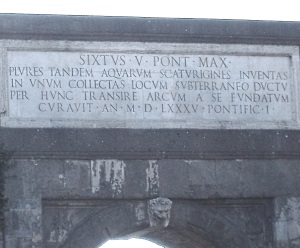 SIXTVS · V · PONT · MAX ·
PLVRES TANDEM AQVARVM SCATVRIGINES INVENTAS
IN VNVM COLLECTAS LOCVM SVBTERRANEO DVCTV
PER HVNC TRANSIRE ARCVM A SE FVNDATVM
CVRAVIT · AN · M · D · LXXXV · PONTIFIC · I ·